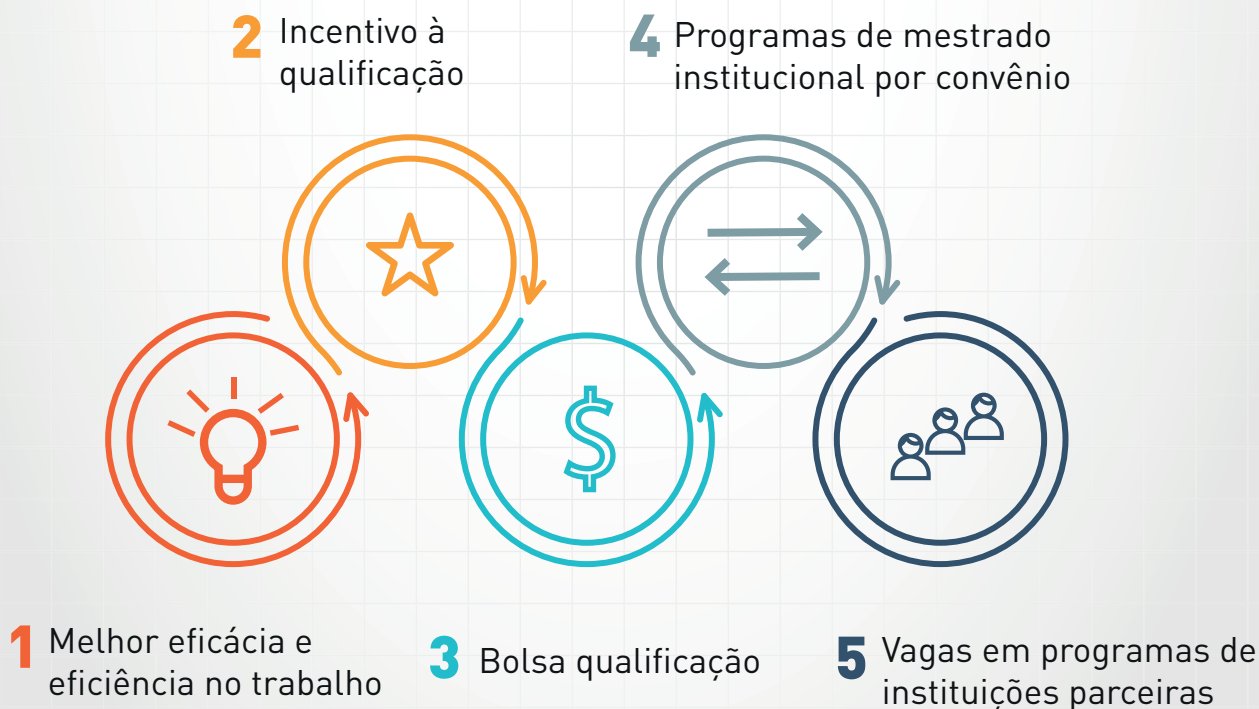 2 Incentivo à
qualificação
4 Programas de mestrado
institucional por convênio
$
1 Melhor eficácia e
eficiência no trabalho
3 Bolsa qualificação
5 Vagas em programas de
instituições parceiras